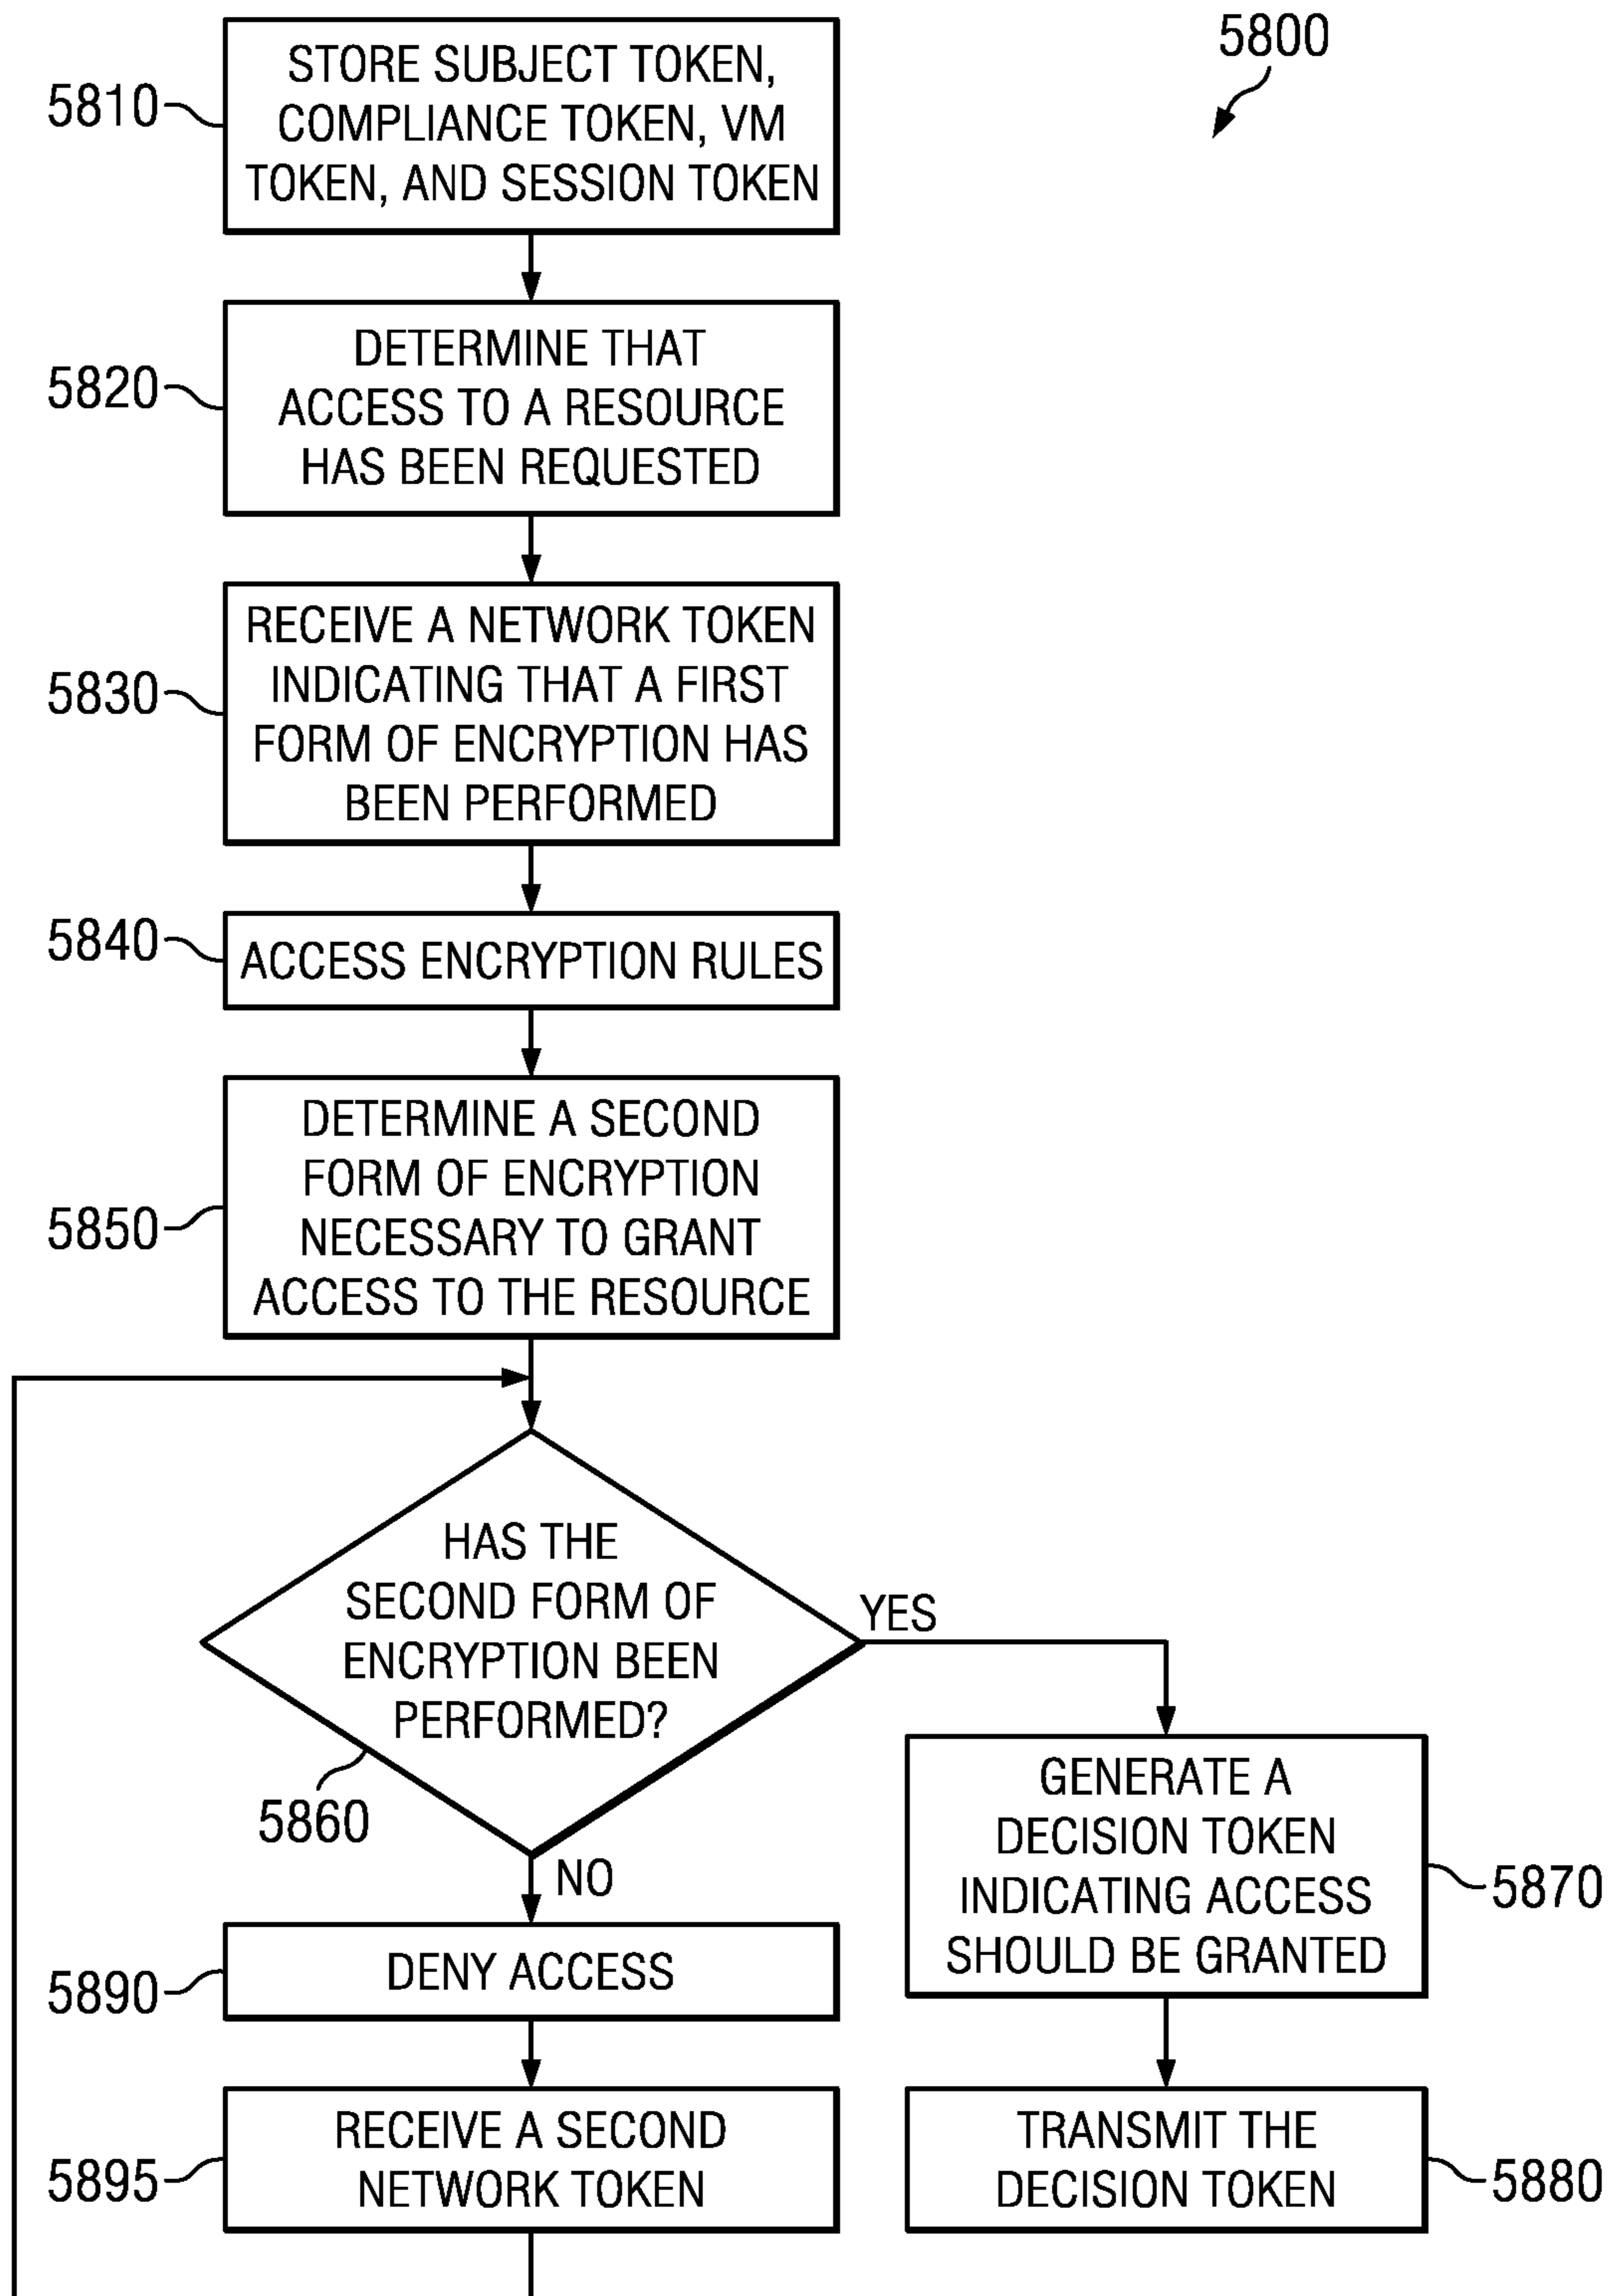 5800
5810
STORE SUBJECT TOKEN,
COMPLIANCE TOKEN, VM
TOKEN, AND SESSION TOKEN
5820
DETERMINE THAT
ACCESS TO A RESOURCE
HAS BEEN REQUESTED
5830
RECEIVE A NETWORK TOKEN
INDICATING THAT A FIRST
FORM OF ENCRYPTION HAS
BEEN PERFORMED
5840
ACCESS ENCRYPTION RULES
5850
DETERMINE A SECOND
FORM OF ENCRYPTION
NECESSARY TO GRANT
ACCESS TO THE RESOURCE
HAS THE
SECOND FORM OF
ENCRYPTION BEEN
PERFORMED?
5860
YES
NO
GENERATE A
DECISION TOKEN
INDICATING ACCESS
SHOULD BE GRANTED
5870
5890
DENY ACCESS
5895
RECEIVE A SECOND
NETWORK TOKEN
TRANSMIT THE
DECISION TOKEN
5880